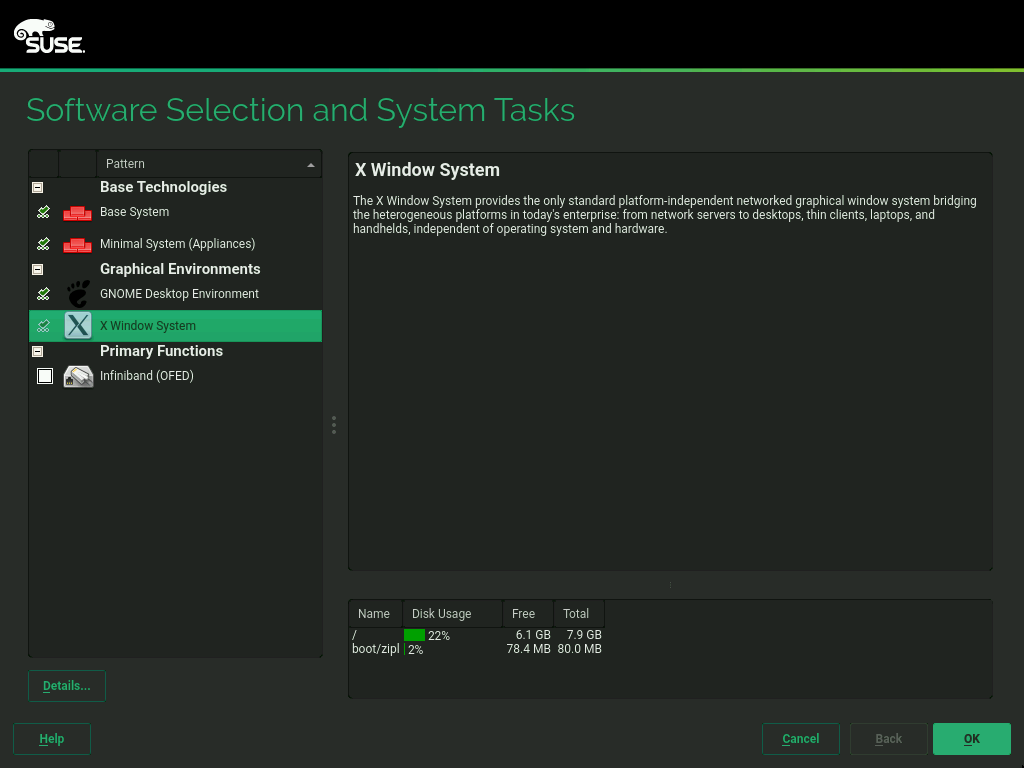 SUSE.
Software Selection and System Tasks
Pattern
Base Technologies
Base System
Minimal System (Appliances)
Graphical Environments
GNOME Desktop Environment
X Window System
Primary Functions
Infiniband (OFED)
Details...
X Window System
The X Window System provides the only standard platform-independent networked graphical window system bridging
the heterogeneous platforms in today's enterprise: from network servers to desktops, thin clients, laptops, and
handhelds, independent of operating system and hardware.
Name Disk Usage Free Total
/ 22% 6.1 GB 7.9 GB
boot/zipl 2% 78.4 MB 80.0 MB
Help Cancel Back OK